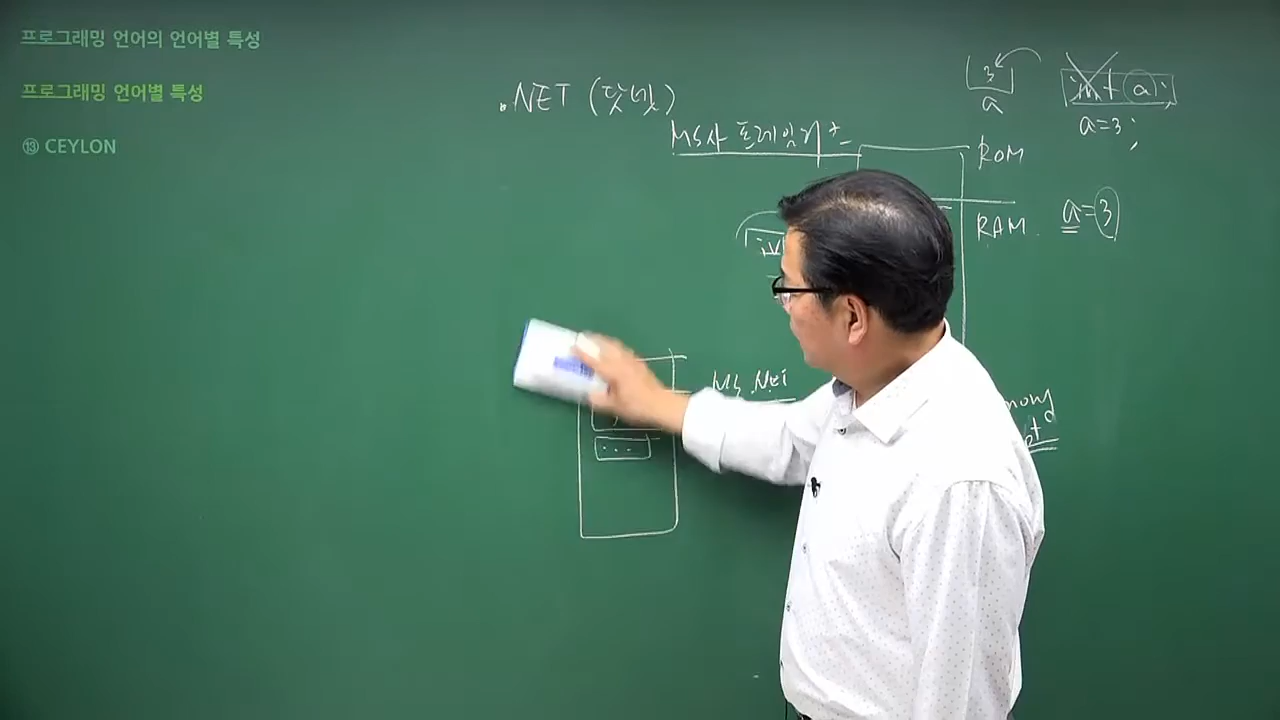 프로그래밍 언어의 언어별 특성
프로그래밍 언어별 특성
⑬ CEYLON
.NET (닷넷)
MS사 프레임워크
3
a
int a;
a=3;
ROM
RAM
a=3
MS .Net
...